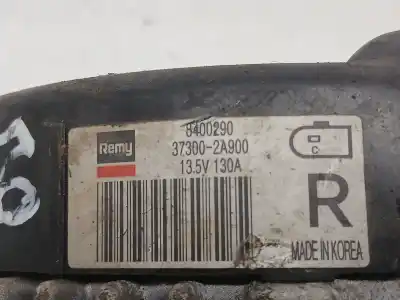 8400290
Remy
37300-2A900
13.5V 130A
C
R
MADE IN KOREA